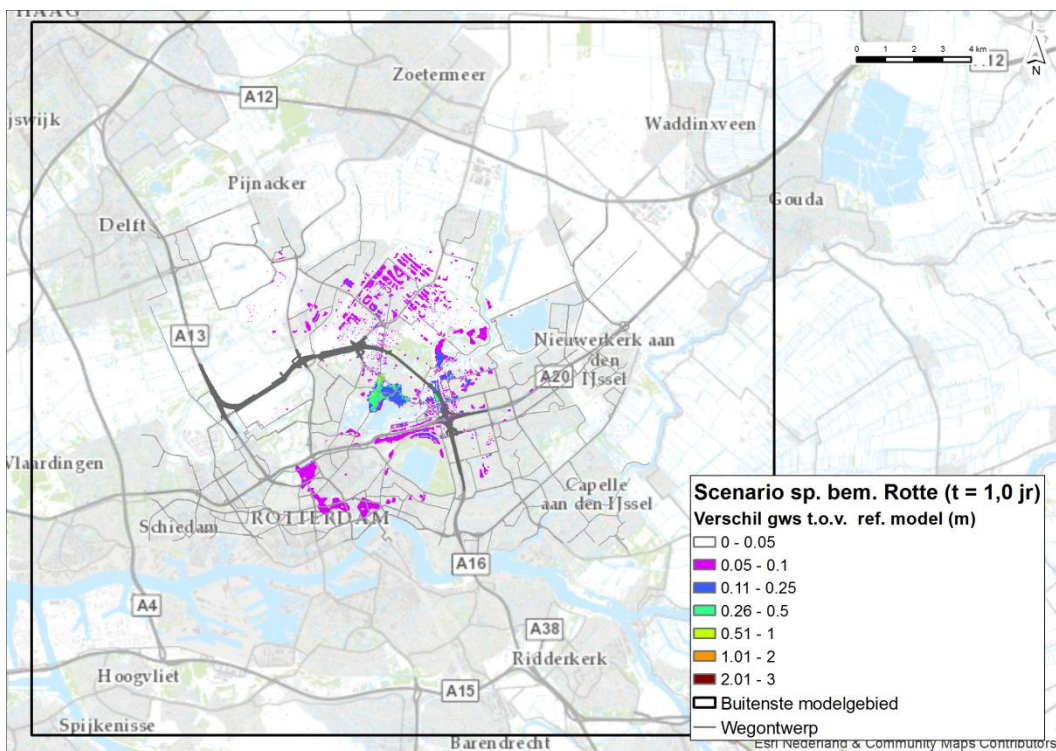 HAAG
Zoetermeer
0 1 2 3 4 km
A12
N
A12
ijswijk
Waddinxveen
Pijnacker
Gouda
Delft
A13
Nieuwerkerk aan
den
IJssel
A20
Vlaardingen
Capelle
aan den IJssel
Schiedam
ROTTERDAM
A16
A4
A38
Ridderkerk
Hoogvliet
A15
Spijkenisse
Barendrecht
Scenario sp. bem. Rotte (t = 1,0 jr)
Verschil gws t.o.v. ref. model (m)
0 - 0.05
0.05 - 0.1
0.11 - 0.25
0.26 - 0.5
0.51 - 1
1.01 - 2
2.01 - 3
Buitenste modelgebied
Wegontwerp
Esri Nederland & Community Maps Contributors